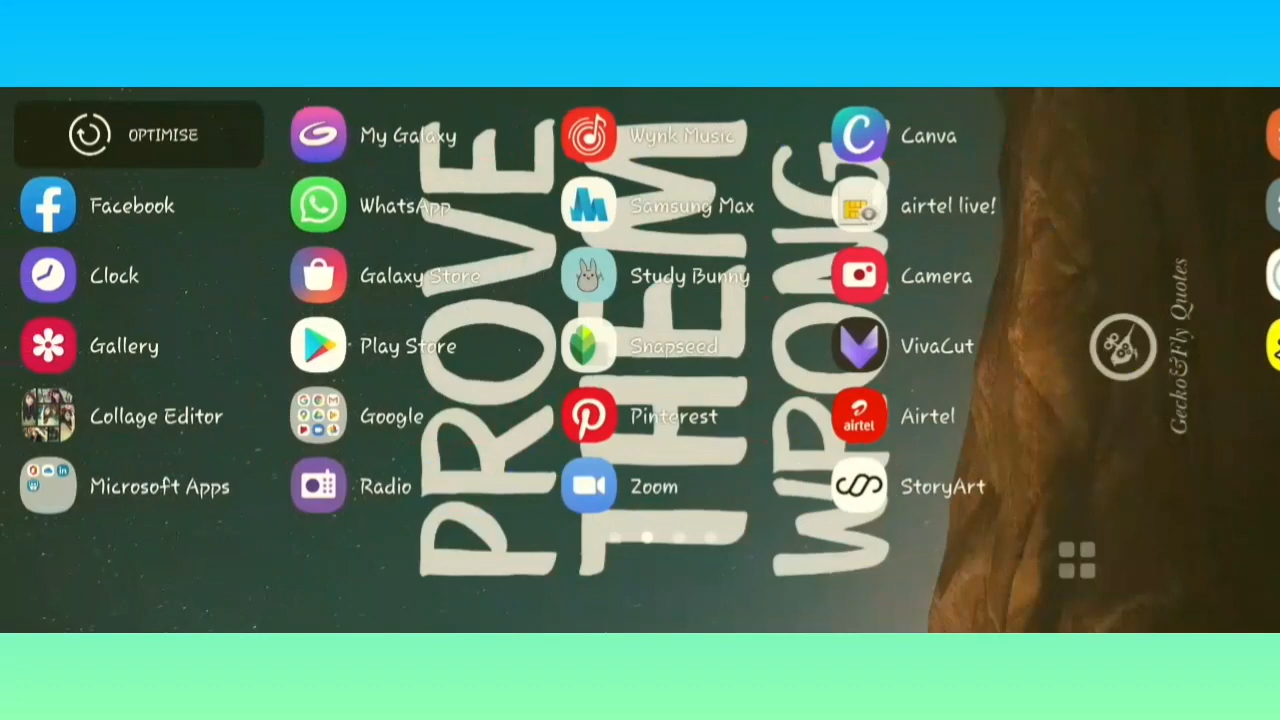 OPTIMISE
Facebook
Clock
Gallery
Collage Editor
Microsoft Apps
My Galaxy
WhatsApp
Galaxy Store
Play Store
Google
Radio
Wynk Music
Samsung Max
Study Bunny
Snapseed
Pinterest
Zoom
Canva
airtel live!
Camera
VivaCut
airtel
Airtel
StoryArt
PROVE
THEM
WRONG
Gecko&Fly Quotes